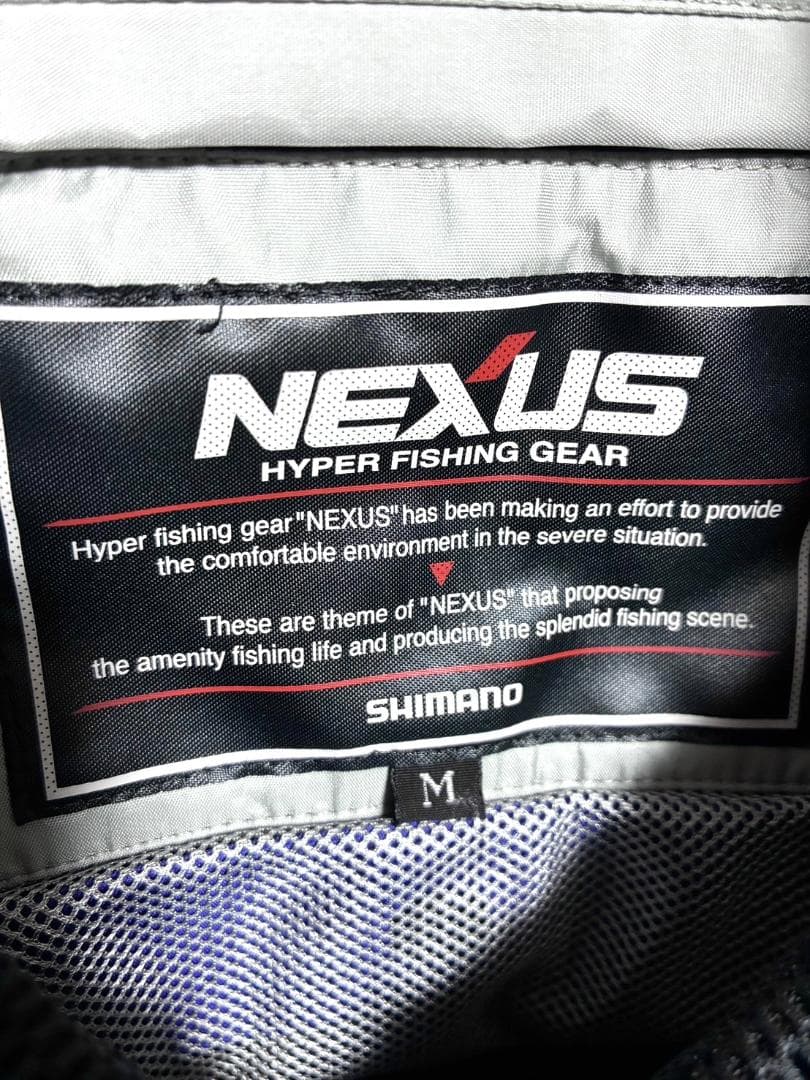 NEXUS
HYPER FISHING GEAR
Hyper fishing gear "NEXUS" has been making an effort to provide
the comfortable environment in the severe situation.
These are theme of "NEXUS" that proposing
the amenity fishing life and producing the splendid fishing scene.
SHIMANO
M